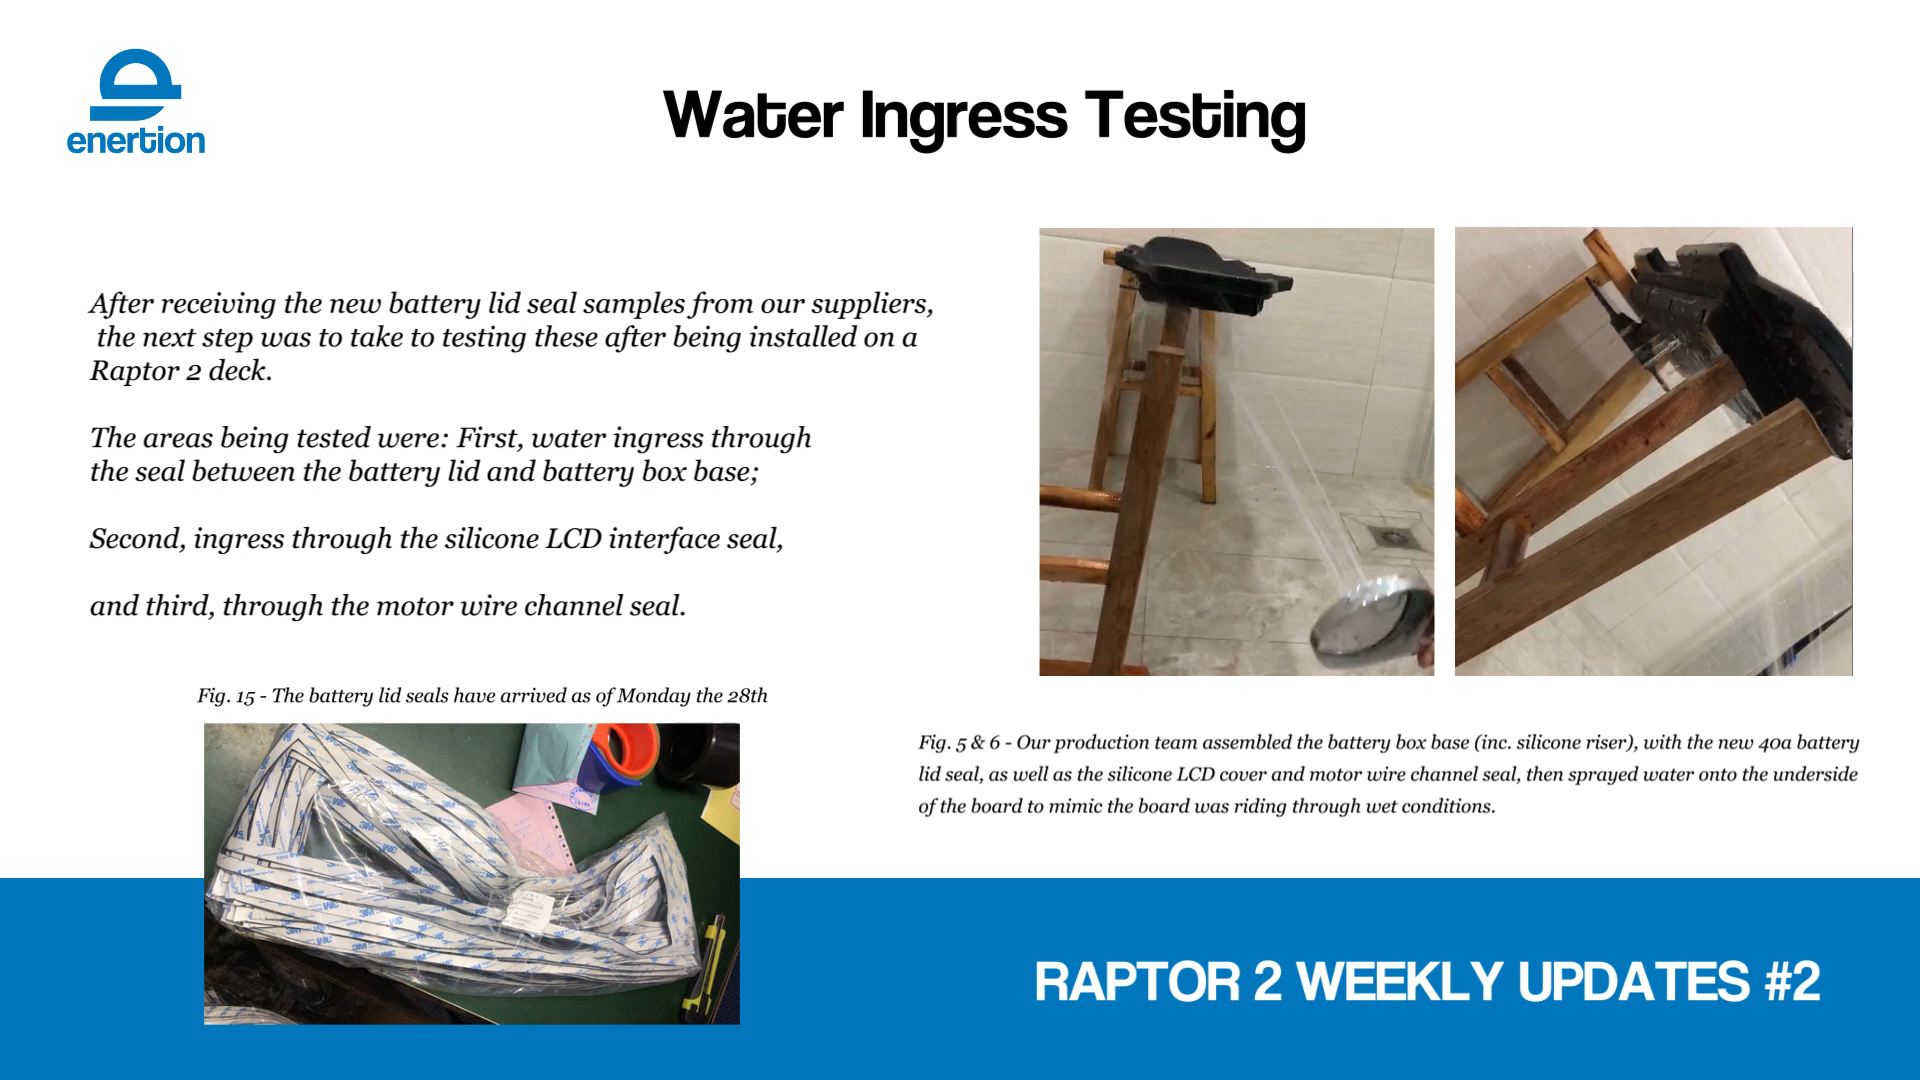 enertion
Water Ingress Testing
After receiving the new battery lid seal samples from our suppliers,
the next step was to take to testing these after being installed on a
Raptor 2 deck.
The areas being tested were: First, water ingress through
the seal between the battery lid and battery box base;
Second, ingress through the silicone LCD interface seal,
and third, through the motor wire channel seal.
Fig. 15 - The battery lid seals have arrived as of Monday the 28th
3M
Fig. 5 & 6 - Our production team assembled the battery box base (inc. silicone riser), with the new 40a battery
lid seal, as well as the silicone LCD cover and motor wire channel seal, then sprayed water onto the underside
of the board to mimic the board was riding through wet conditions.
RAPTOR 2 WEEKLY UPDATES #2